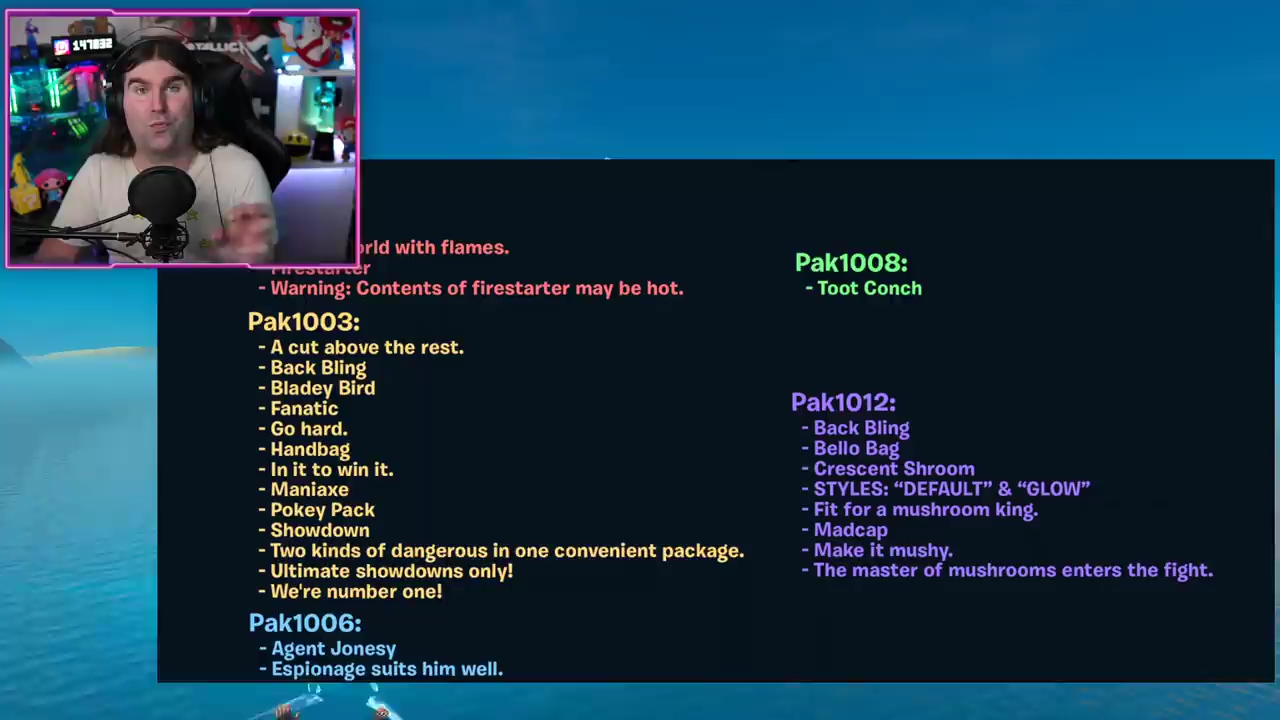 147832
METALLICA
orld with flames.
- Firestarter
- Warning: Contents of firestarter may be hot.
Pak1003:
- A cut above the rest.
- Back Bling
- Bladey Bird
- Fanatic
- Go hard.
- Handbag
- In it to win it.
- Maniaxe
- Pokey Pack
- Showdown
- Two kinds of dangerous in one convenient package.
- Ultimate showdowns only!
- We're number one!
Pak1006:
- Agent Jonesy
- Espionage suits him well.
Pak1008:
- Toot Conch
Pak1012:
- Back Bling
- Bello Bag
- Crescent Shroom
- STYLES: “DEFAULT” & “GLOW”
- Fit for a mushroom king.
- Madcap
- Make it mushy.
- The master of mushrooms enters the fight.